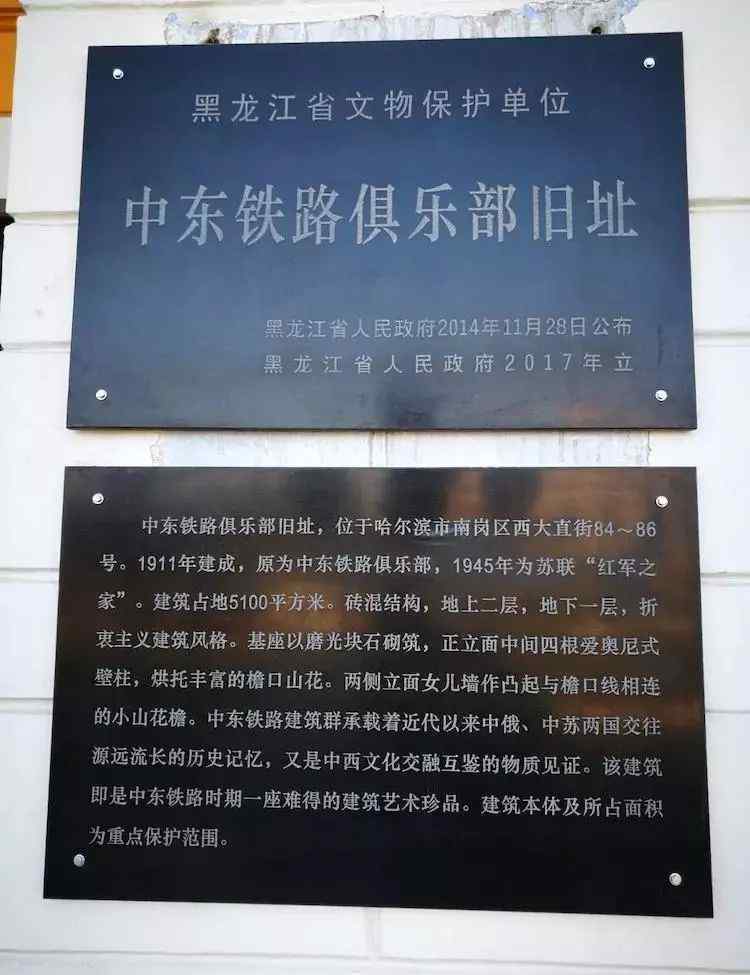 黑龙江省文物保护单位
中东铁路俱乐部旧址
黑龙江省人民政府2014年11月28日公布
黑龙江省人民政府2017年立
中东铁路俱乐部旧址，位于哈尔滨市南岗区西大直街84～86
号。1911年建成，原为中东铁路俱乐部，1945年为苏联“红军之
家”。建筑占地5100平方米。砖混结构，地上二层，地下一层，折
衷主义建筑风格。基座以磨光块石砌筑，正立面中间四根爱奥尼式
壁柱，烘托丰富的檐口山花。两侧立面女儿墙作凸起与檐口线相连
的小山花檐。中东铁路建筑群承载着近代以来中俄、中苏两国交往
源远流长的历史记忆，又是中西文化交融互鉴的物质见证。该建筑
即是中东铁路时期一座难得的建筑艺术珍品。建筑本体及所占面积
为重点保护范围。